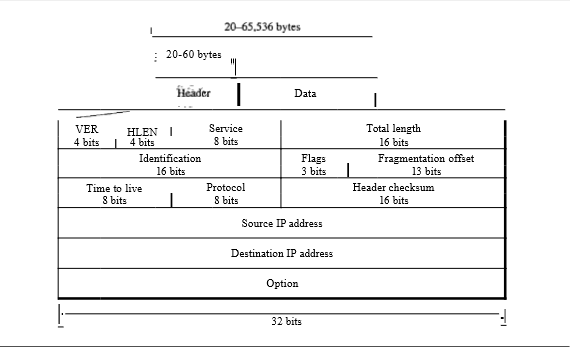 20-65,536 bytes
20-60 bytes
Header Data
VER HLEN Service Total length
4 bits 4 bits 8 bits 16 bits
Identification Flags Fragmentation offset
16 bits 3 bits 13 bits
Time to live Protocol Header checksum
8 bits 8 bits 16 bits
Source IP address
Destination IP address
Option
32 bits